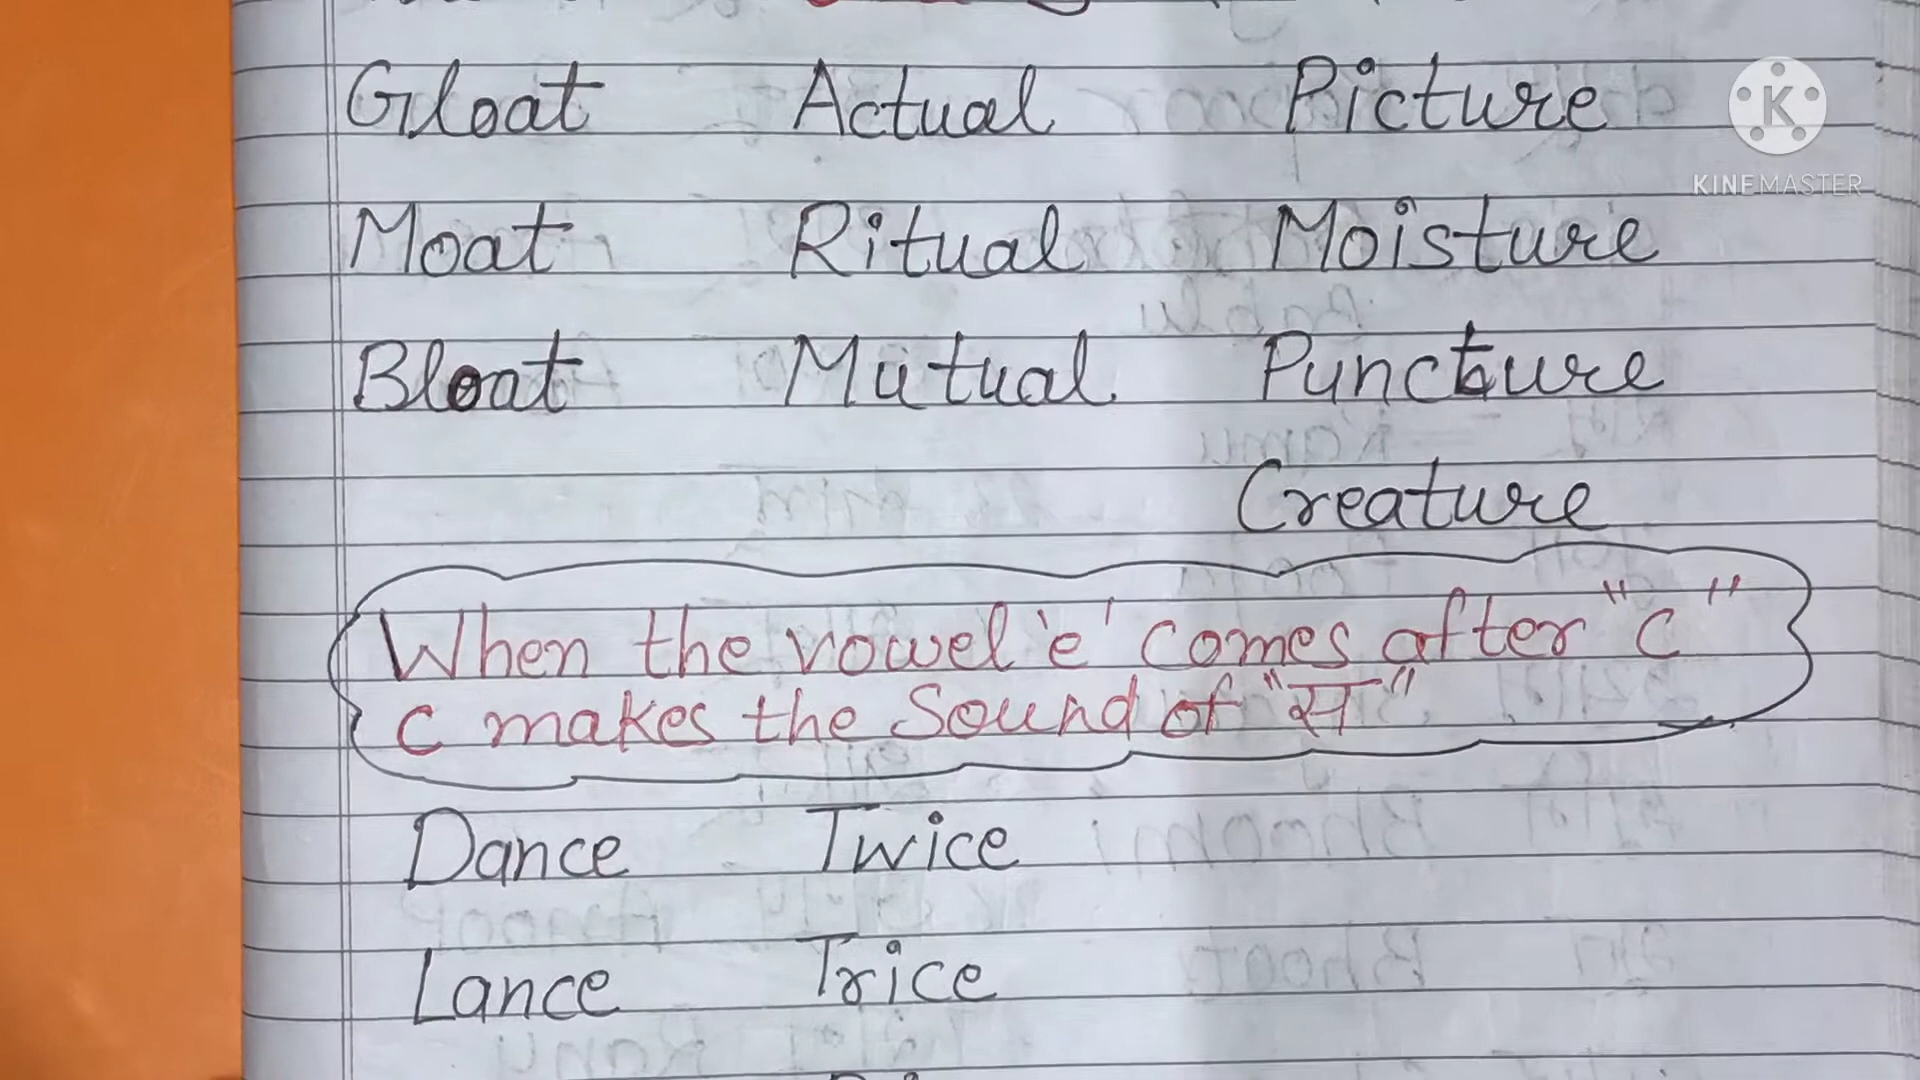 Gloat Actual Picture
Moat Ritual Moisture
Bloat Mutual Puncture
Creature
When the vowel 'e' comes after "c"
c makes the Sound of "स"
Dance Twice
Lance Trice
KINEMASTER